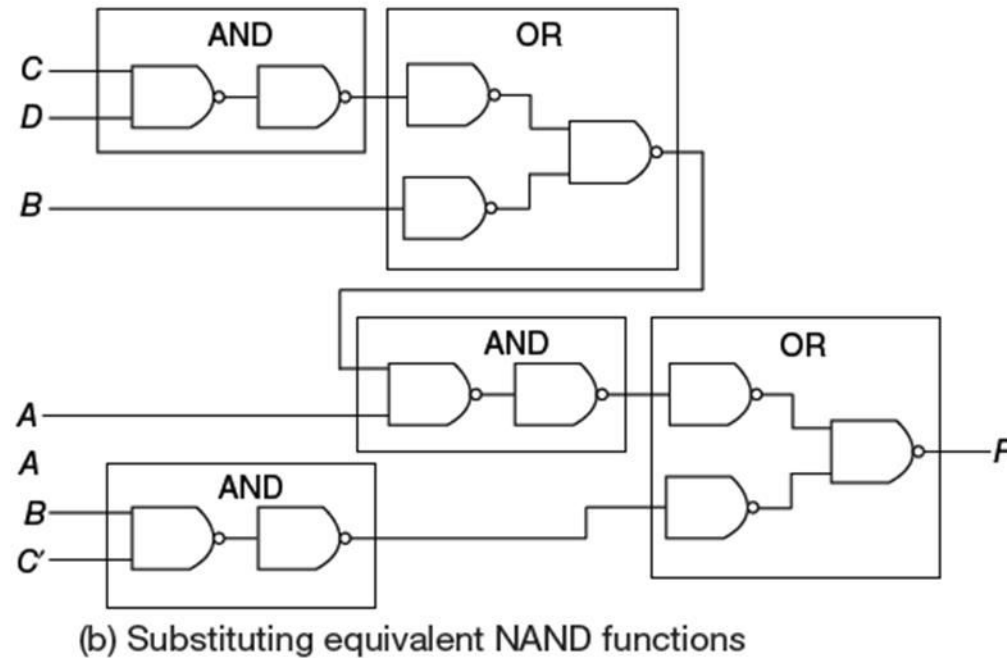 AND
OR
C
D
B
AND
OR
A
A
AND
B
C'
F
(b) Substituting equivalent NAND functions